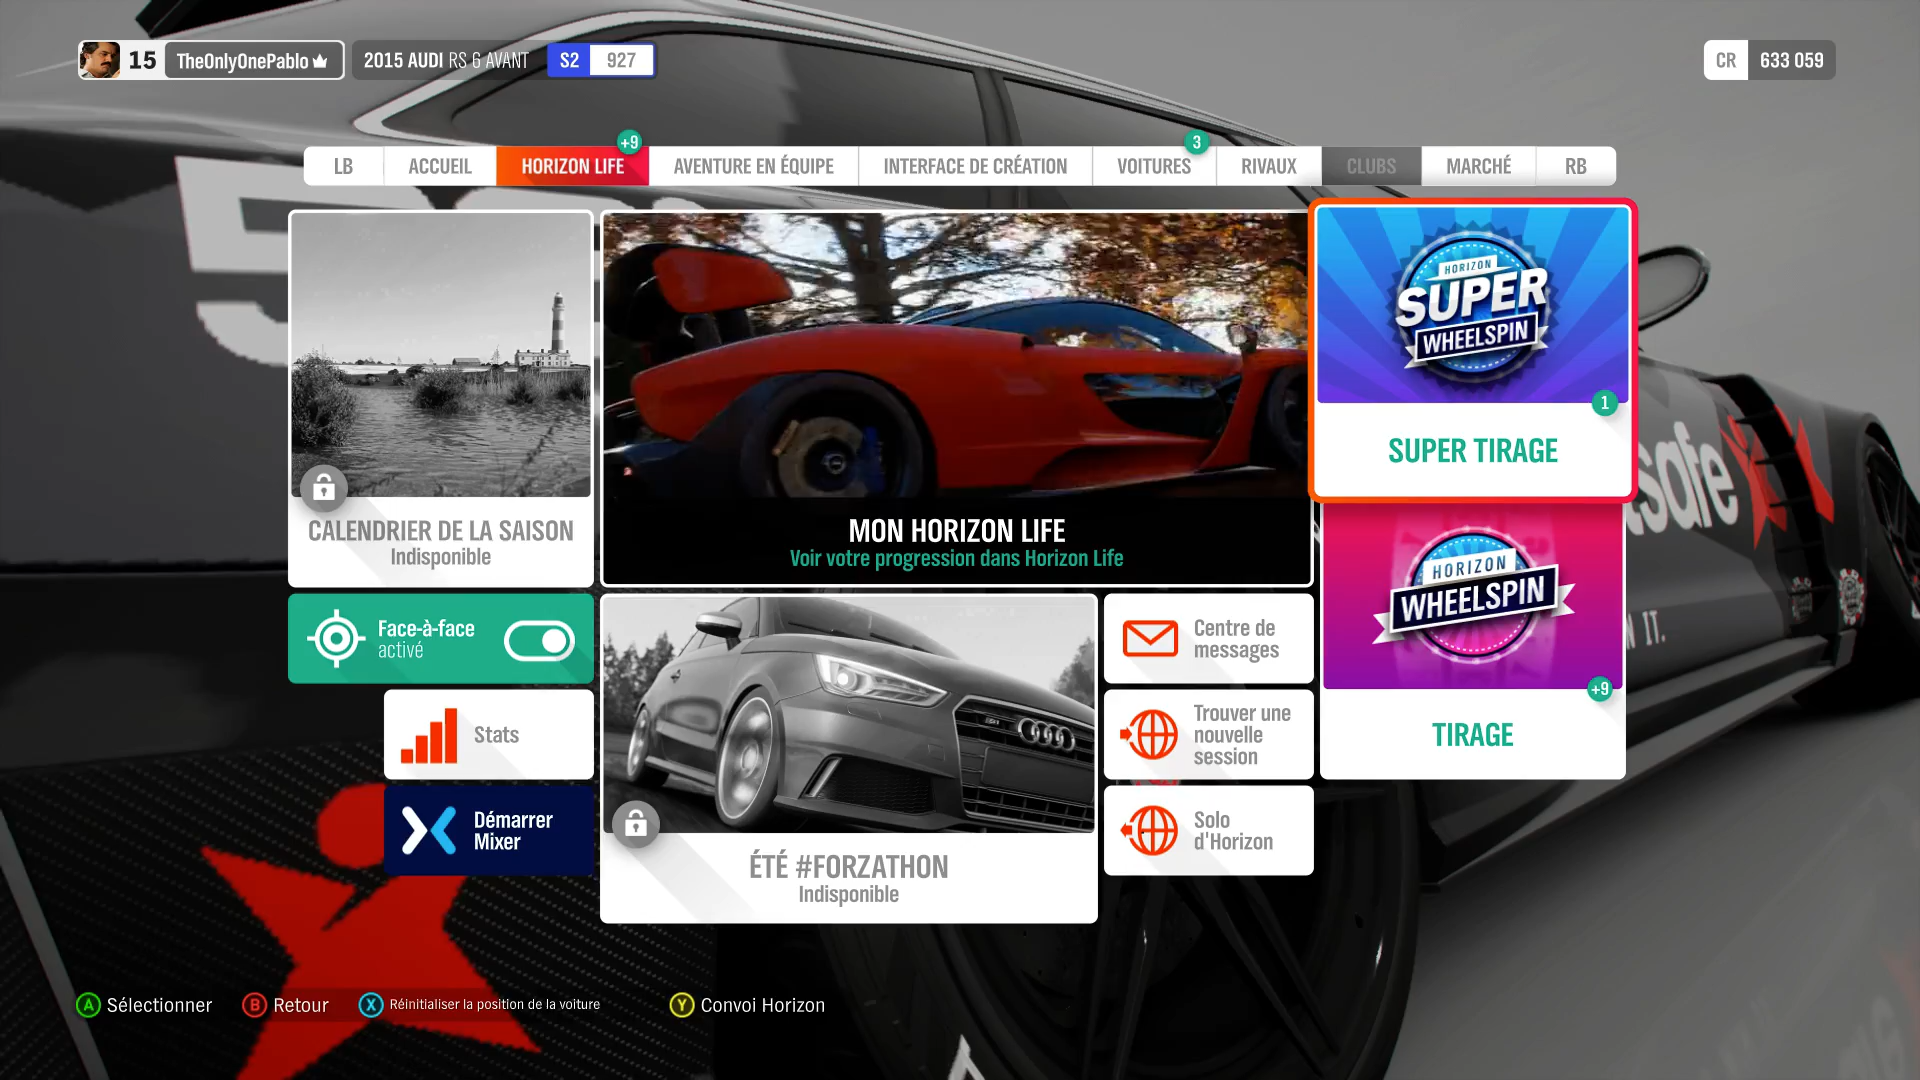 15
TheOnlyOnePablo
2015 AUDI RS 6 AVANT
S2 927
CR 633 059
LB
ACCUEIL
HORIZON LIFE
+9
AVENTURE EN ÉQUIPE
INTERFACE DE CRÉATION
VOITURES
3
RIVAUX
CLUBS
MARCHÉ
RB
CALENDRIER DE LA SAISON
Indisponible
MON HORIZON LIFE
Voir votre progression dans Horizon Life
HORIZON
SUPER
WHEELSPIN
1
SUPER TIRAGE
HORIZON
WHEELSPIN
+9
TIRAGE
Face-à-face
activé
Stats
Démarrer
Mixer
ÉTÉ #FORZATHON
Indisponible
Centre de
messages
Trouver une
nouvelle
session
Solo
d'Horizon
IT.
A Sélectionner
B Retour
X Réinitialiser la position de la voiture
Y Convoi Horizon